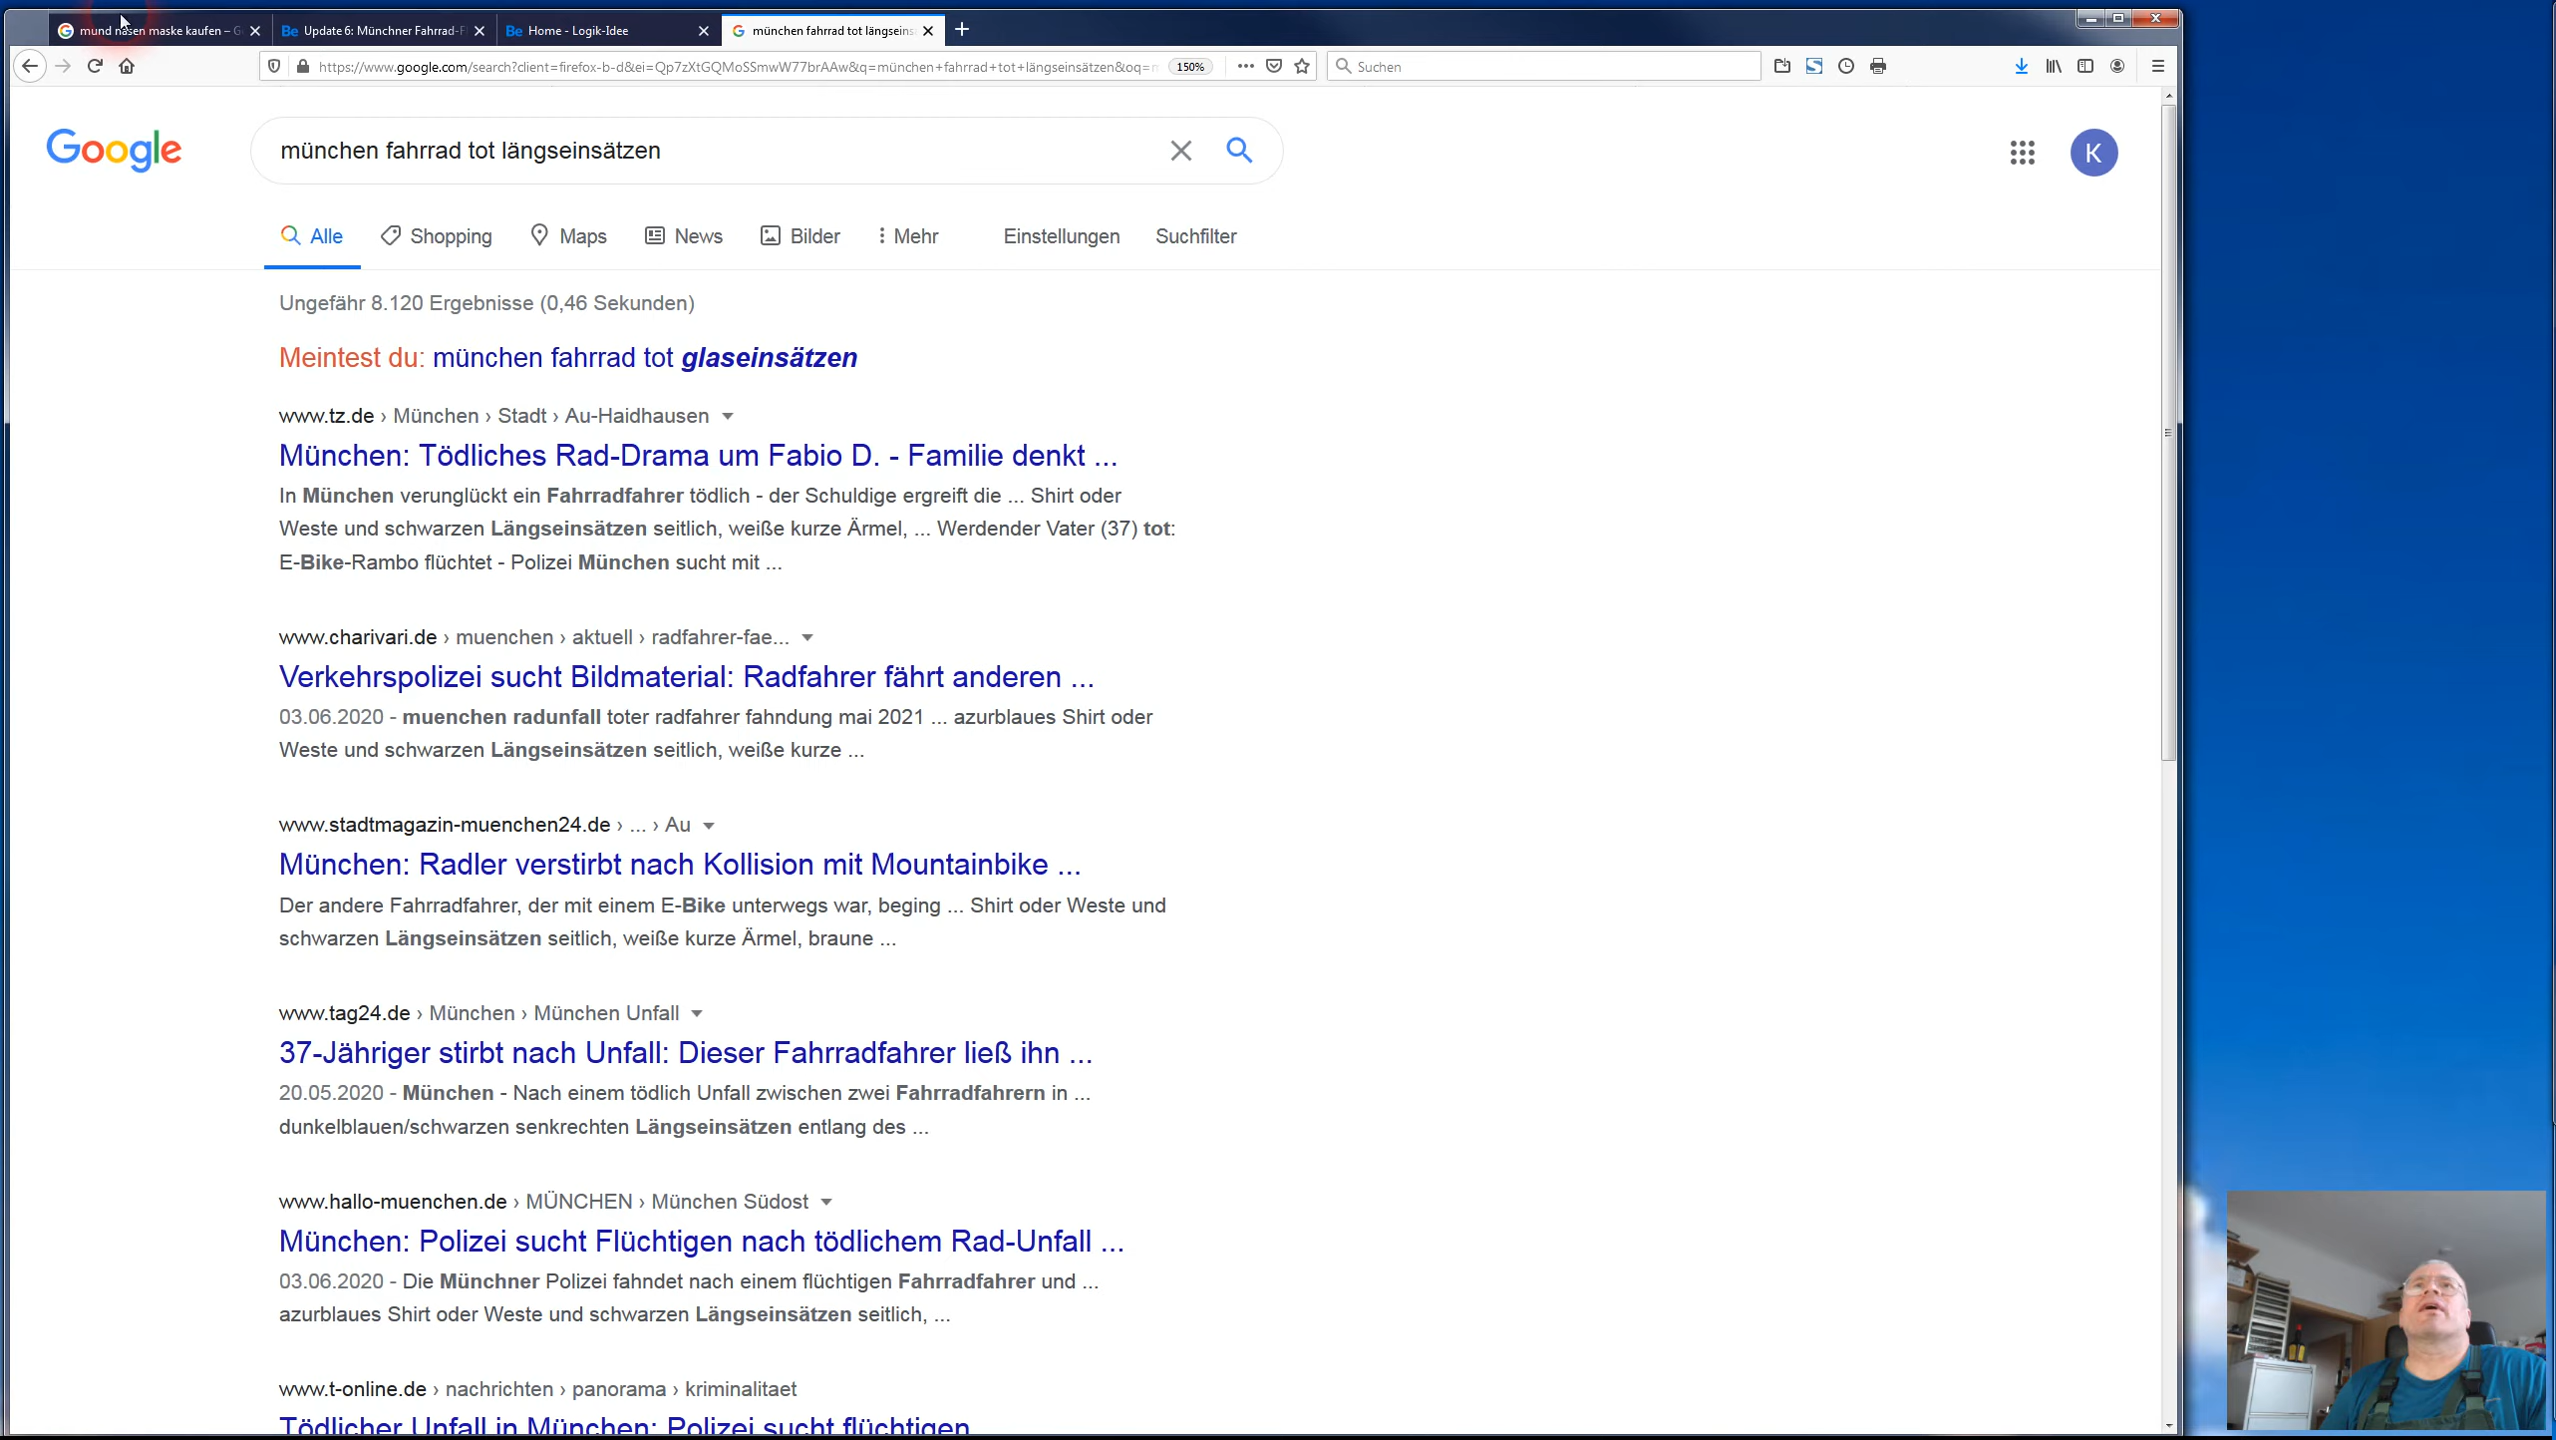 mund nasen maske kaufen – G
Update 6: Münchner Fahrrad-F
Home - Logik-Idee
münchen fahrrad tot längseins
https://www.google.com/search?client=firefox-b-d&ei=Qp7zXtGQMoSSmwW77brAAw&q=münchen+fahrrad+tot+längseinsätzen&oq=m
150%
Suchen
Google
münchen fahrrad tot längseinsätzen
K
Alle
Shopping
Maps
News
Bilder
Mehr
Einstellungen
Suchfilter
Ungefähr 8.120 Ergebnisse (0,46 Sekunden)
Meintest du: münchen fahrrad tot glaseinsätzen
www.tz.de › München › Stadt › Au-Haidhausen
München: Tödliches Rad-Drama um Fabio D. - Familie denkt ...
In München verunglückt ein Fahrradfahrer tödlich - der Schuldige ergreift die ... Shirt oder
Weste und schwarzen Längseinsätzen seitlich, weiße kurze Ärmel, ... Werdender Vater (37) tot:
E-Bike-Rambo flüchtet - Polizei München sucht mit ...
www.charivari.de › muenchen › aktuell › radfahrer-fae...
Verkehrspolizei sucht Bildmaterial: Radfahrer fährt anderen ...
03.06.2020 - muenchen radunfall toter radfahrer fahndung mai 2021 ... azurblaues Shirt oder
Weste und schwarzen Längseinsätzen seitlich, weiße kurze ...
www.stadtmagazin-muenchen24.de › ... › Au
München: Radler verstirbt nach Kollision mit Mountainbike ...
Der andere Fahrradfahrer, der mit einem E-Bike unterwegs war, beging ... Shirt oder Weste und
schwarzen Längseinsätzen seitlich, weiße kurze Ärmel, braune ...
www.tag24.de › München › München Unfall
37-Jähriger stirbt nach Unfall: Dieser Fahrradfahrer ließ ihn ...
20.05.2020 - München - Nach einem tödlich Unfall zwischen zwei Fahrradfahrern in ...
dunkelblauen/schwarzen senkrechten Längseinsätzen entlang des ...
www.hallo-muenchen.de › MÜNCHEN › München Südost
München: Polizei sucht Flüchtigen nach tödlichem Rad-Unfall ...
03.06.2020 - Die Münchner Polizei fahndet nach einem flüchtigen Fahrradfahrer und ...
azurblaues Shirt oder Weste und schwarzen Längseinsätzen seitlich, ...
www.t-online.de › nachrichten › panorama › kriminalitaet
Tödlicher Unfall in München: Polizei sucht flüchtigen